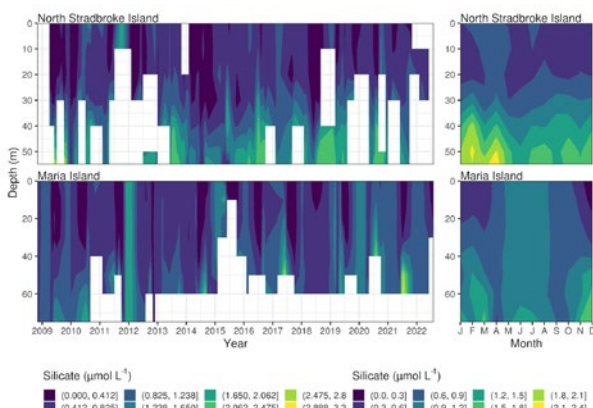 North Stradbroke Island
North Stradbroke Island
0
10
20
30
40
50
0
10
20
30
40
50
Depth (m)
Maria Island
Maria Island
0
20
40
60
0
20
40
60
2009 2010 2011 2012 2013 2014 2015 2016 2017 2018 2019 2020 2021 2022
J F M A M J J A S O N D
Year
Month
Silicate (μmol L⁻¹)
(0.000, 0.412] (0.825, 1.238] (1.650, 2.062] (2.475, 2.8
Silicate (μmol L⁻¹)
(0.0, 0.3] (0.6, 0.9] (1.2, 1.5] (1.8, 2.1]